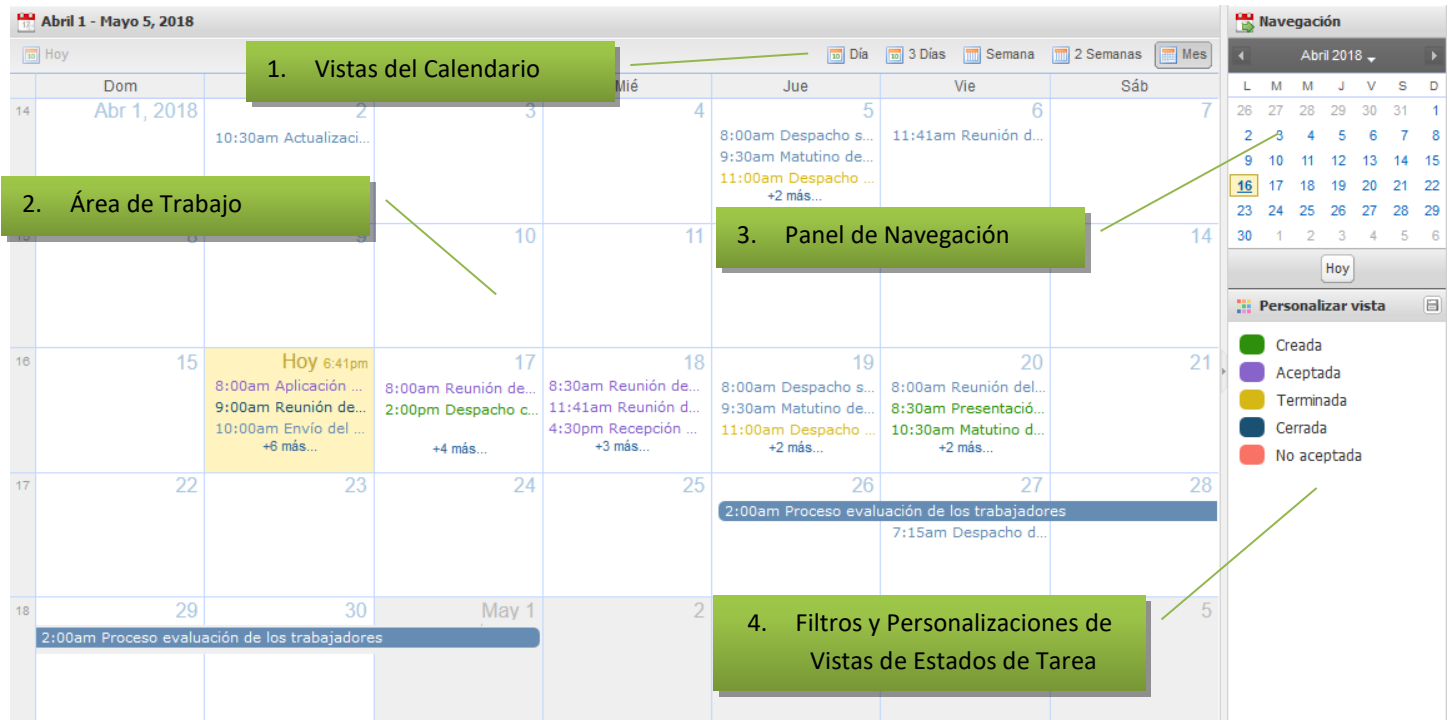 Abril 1 - Mayo 5, 2018
Navegación
Hoy
1. Vistas del Calendario
Día 3 Días Semana 2 Semanas Mes
Abril 2018
Dom Mié Jue Vie Sáb
L M M J V S D
26 27 28 29 30 31 1
2 3 4 5 6 7 8
9 10 11 12 13 14 15
16 17 18 19 20 21 22
23 24 25 26 27 28 29
30 1 2 3 4 5 6
Hoy
14 Abr 1, 2018 2 3 4 5 6 7
10:30am Actualizaci...
8:00am Despacho s...
9:30am Matutino de...
11:00am Despacho ...
+2 más...
11:41am Reunión d...
2. Área de Trabajo
3. Panel de Navegación
15 8 9 10 11 14
Personalizar vista
Creada
Aceptada
Terminada
Cerrada
No aceptada
16 15 Hoy 6:41pm 17 18 19 20 21
8:00am Aplicación ...
9:00am Reunión de...
10:00am Envío del ...
+6 más...
8:00am Reunión de...
2:00pm Despacho c...
+4 más...
8:30am Reunión de...
11:41am Reunión d...
4:30pm Recepción ...
+3 más...
8:00am Despacho s...
9:30am Matutino de...
11:00am Despacho ...
+2 más...
8:00am Reunión del...
8:30am Presentació...
10:30am Matutino d...
+2 más...
17 22 23 24 25 26 27 28
2:00am Proceso evaluación de los trabajadores
7:15am Despacho d...
18 29 30 May 1 2 5
2:00am Proceso evaluación de los trabajadores
4. Filtros y Personalizaciones de
Vistas de Estados de Tarea